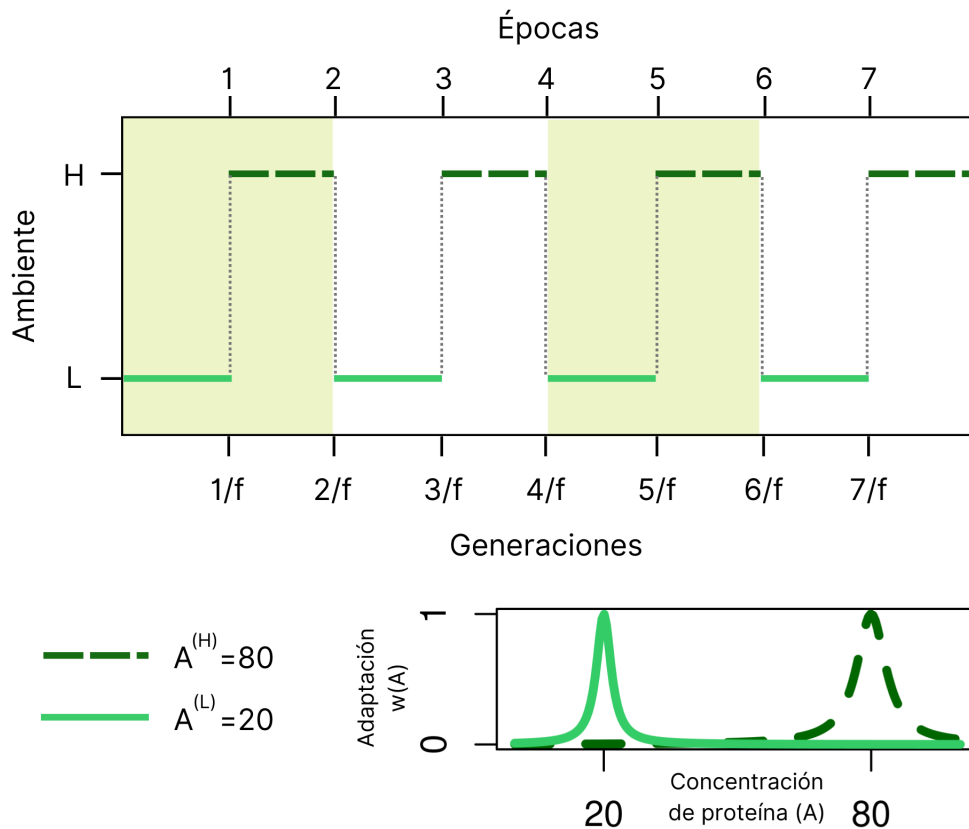 Épocas
1 2 3 4 5 6 7
Ambiente
H
L
1/f 2/f 3/f 4/f 5/f 6/f 7/f
Generaciones
A(H)=80
A(L)=20
Adaptación
w(A)
1
0
20 80
Concentración
de proteína (A)